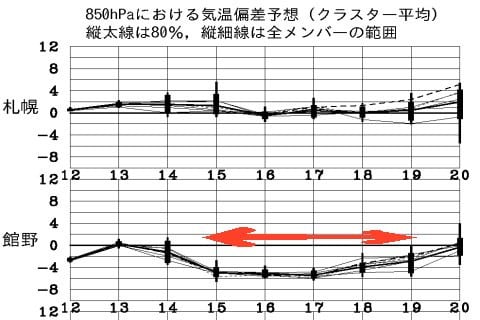 850hPaにおける気温偏差予想（クラスター平均）
縦太線は80%，縦細線は全メンバーの範囲
12
8
4
札幌 0
-4
-8
12 13 14 15 16 17 18 19 20
12
8
4
館野 0
-4
-8
12 12 13 14 15 16 17 18 19 20